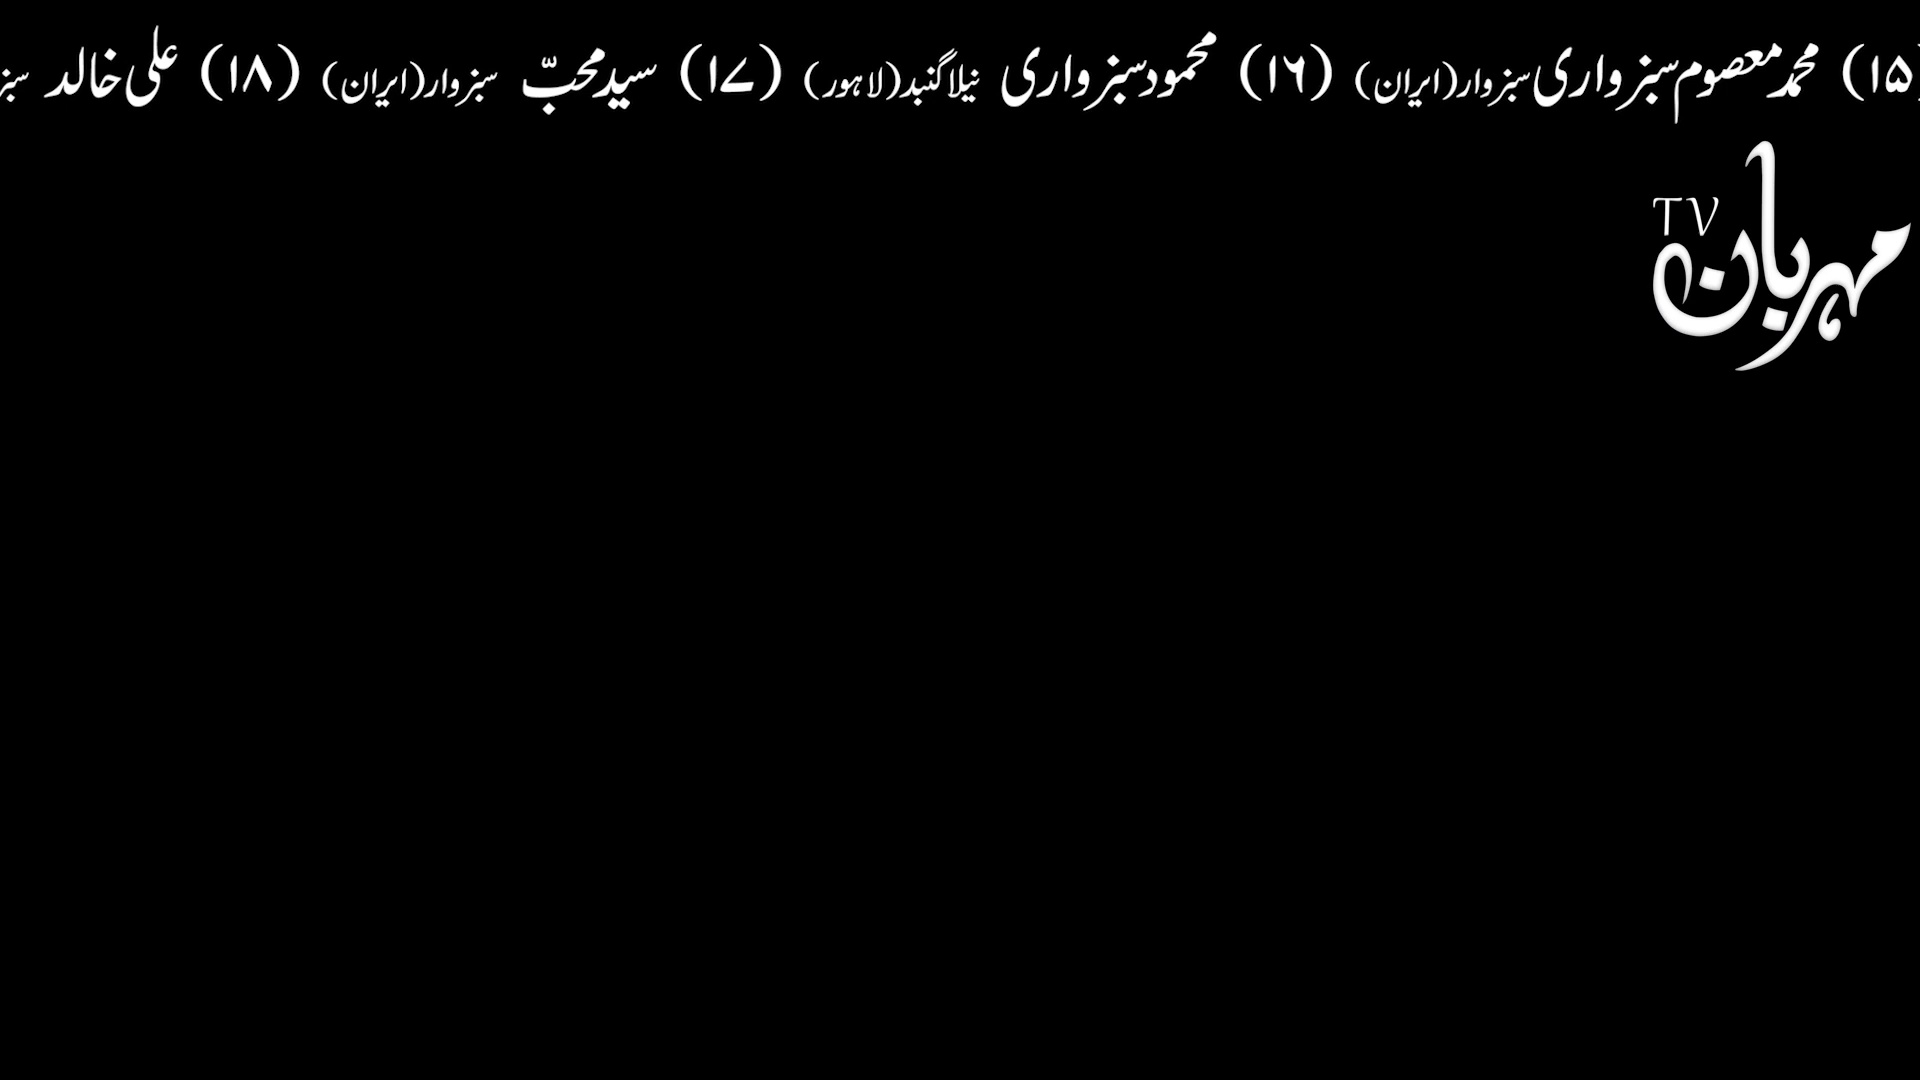 (۱۵) محمد معصوم سبزواری سبزوار (ایران) (۱۶) محمود سبزواری نیلا گنبد (لاہور) (۱۷) سید محبّ سبزوار (ایران) (۱۸) علی خالد
TV
مہربان